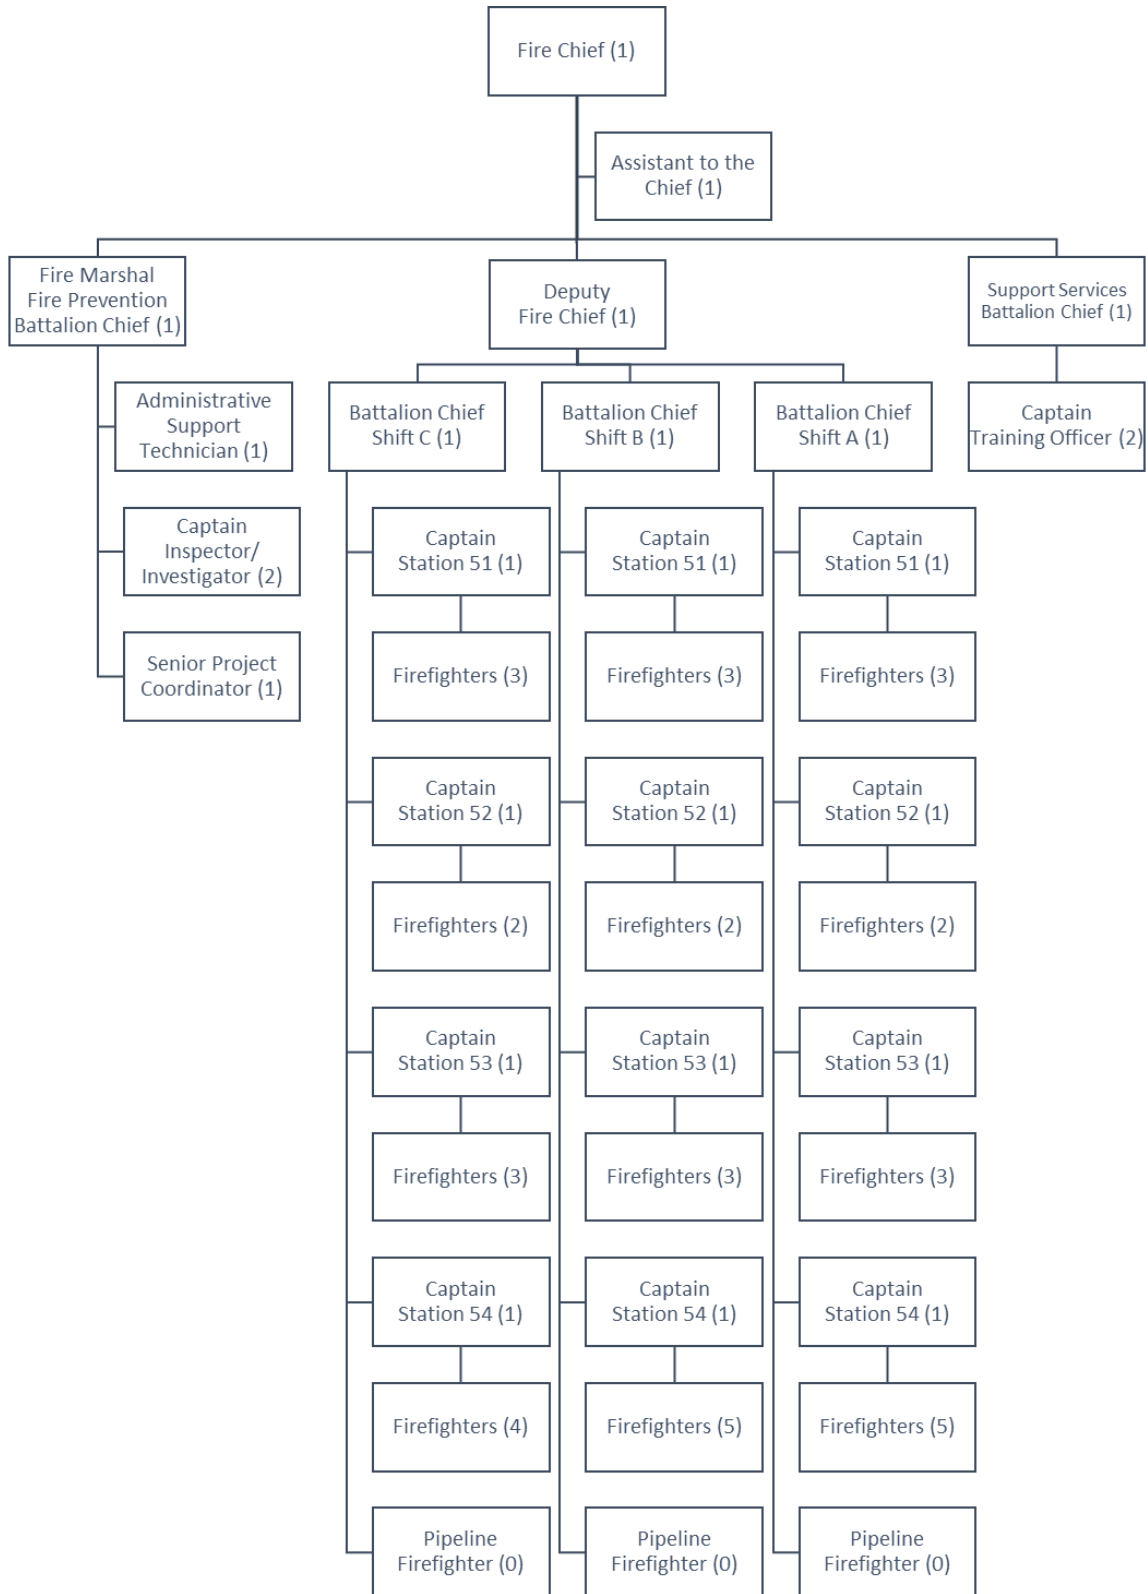 Fire Chief (1)
Assistant to the
Chief (1)
Fire Marshal
Fire Prevention
Battalion Chief (1)
Deputy
Fire Chief (1)
Support Services
Battalion Chief (1)
Administrative
Support
Technician (1)
Captain
Inspector/
Investigator (2)
Senior Project
Coordinator (1)
Battalion Chief
Shift C (1)
Captain
Station 51 (1)
Firefighters (3)
Captain
Station 52 (1)
Firefighters (2)
Captain
Station 53 (1)
Firefighters (3)
Captain
Station 54 (1)
Firefighters (4)
Pipeline
Firefighter (0)
Battalion Chief
Shift B (1)
Captain
Station 51 (1)
Firefighters (3)
Captain
Station 52 (1)
Firefighters (2)
Captain
Station 53 (1)
Firefighters (3)
Captain
Station 54 (1)
Firefighters (5)
Pipeline
Firefighter (0)
Battalion Chief
Shift A (1)
Captain
Station 51 (1)
Firefighters (3)
Captain
Station 52 (1)
Firefighters (2)
Captain
Station 53 (1)
Firefighters (3)
Captain
Station 54 (1)
Firefighters (5)
Pipeline
Firefighter (0)
Captain
Training Officer (2)